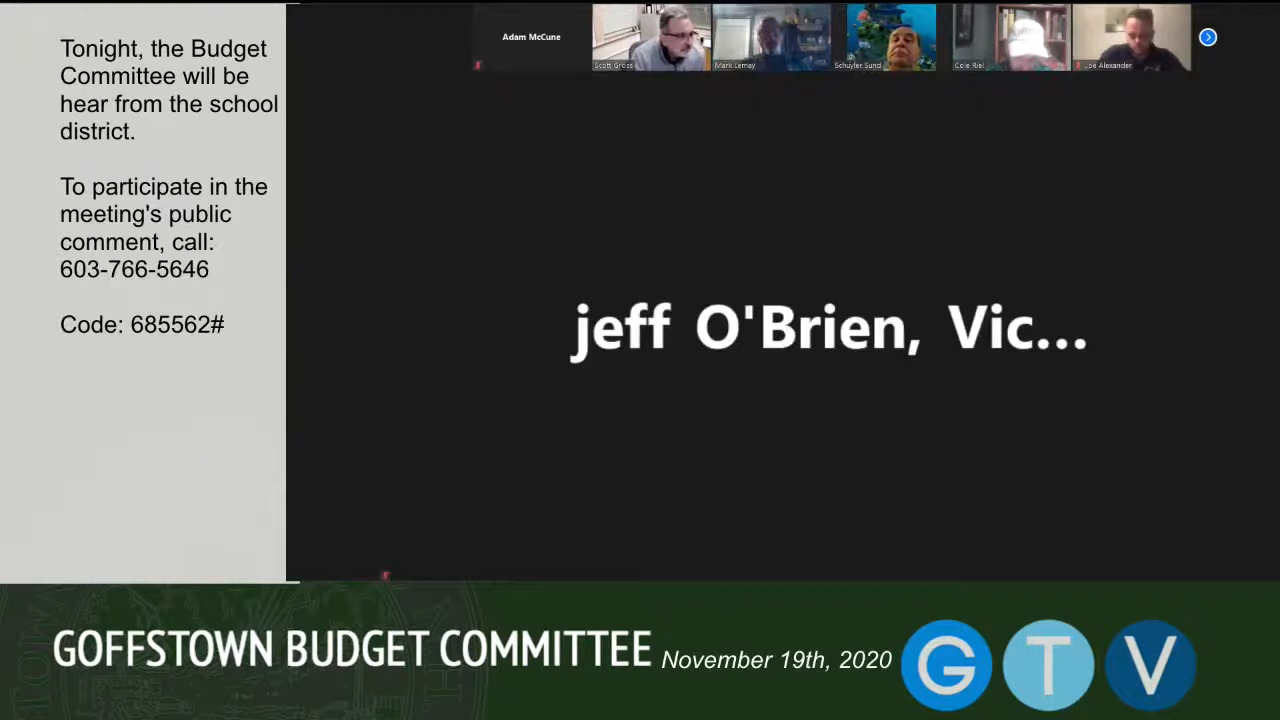 Tonight, the Budget
Committee will be
hear from the school
district.
To participate in the
meeting's public
comment, call:
603-766-5646
Code: 685562#
Adam McCune
Scott Gross
Mark Lemay
Schuyler Sund
Cole Riel
Joe Alexander
jeff O'Brien, Vic...
GOFFSTOWN BUDGET COMMITTEE
November 19th, 2020
GTV